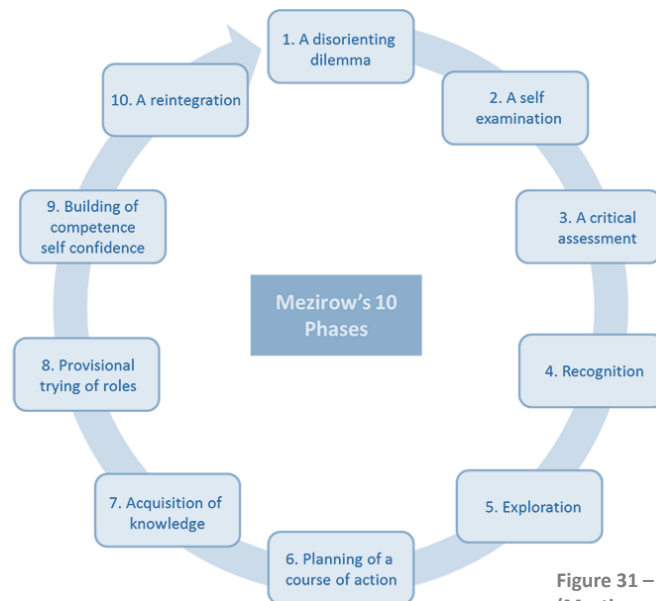 1. A disorienting
dilemma
2. A self
examination
3. A critical
assessment
4. Recognition
5. Exploration
6. Planning of a
course of action
7. Acquisition of
knowledge
8. Provisional
trying of roles
9. Building of
competence
self confidence
10. A reintegration
Mezirow's 10
Phases
Figure 31 –